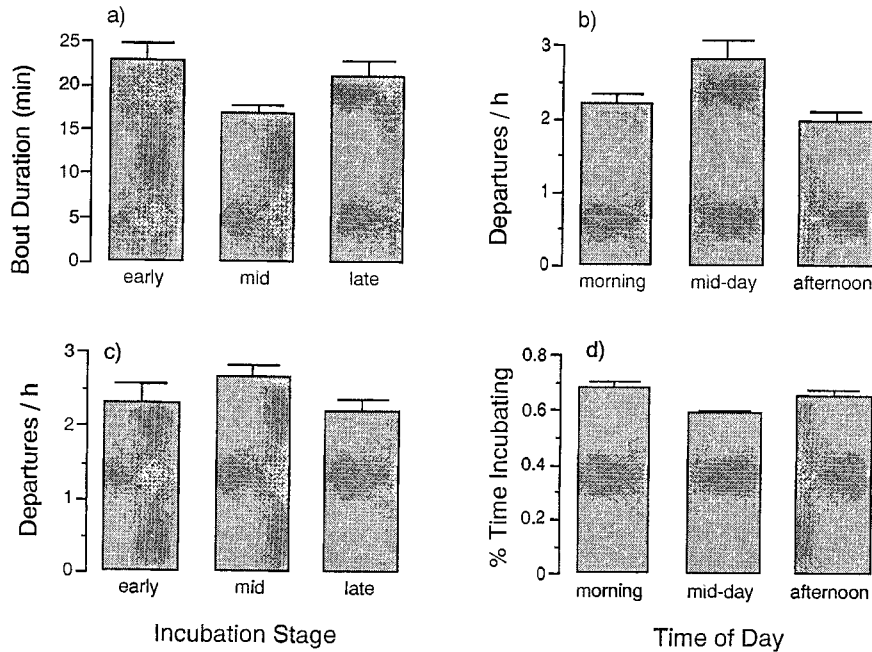 a)
25
20
15
10
5
0
Bout Duration (min)
early mid late
b)
3
2
1
0
Departures / h
morning mid-day afternoon
c)
3
2
1
0
Departures / h
early mid late
Incubation Stage
d)
0.8
0.6
0.4
0.2
0
% Time Incubating
morning mid-day afternoon
Time of Day